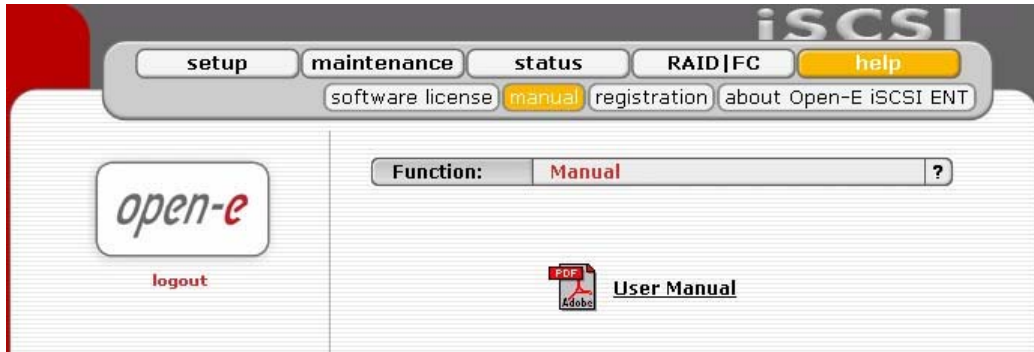 iSCSI
setup maintenance status RAID|FC help
software license manual registration about Open-E iSCSI ENT
Function: Manual ?
open-e
logout
PDF
Adobe
User Manual